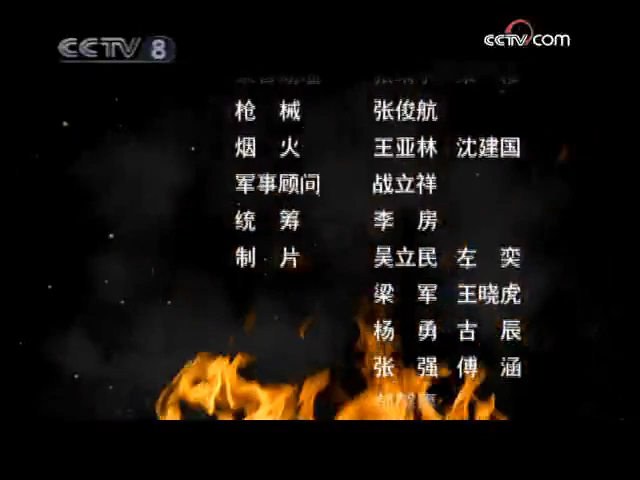 CCTV 8
CCTV.com
枪 械 张俊航
烟 火 王亚林 沈建国
军事顾问 战立祥
统 筹 李 房
制 片 吴立民 左 奕
梁 军 王晓虎
杨 勇 古 辰
张 强 傅 涵